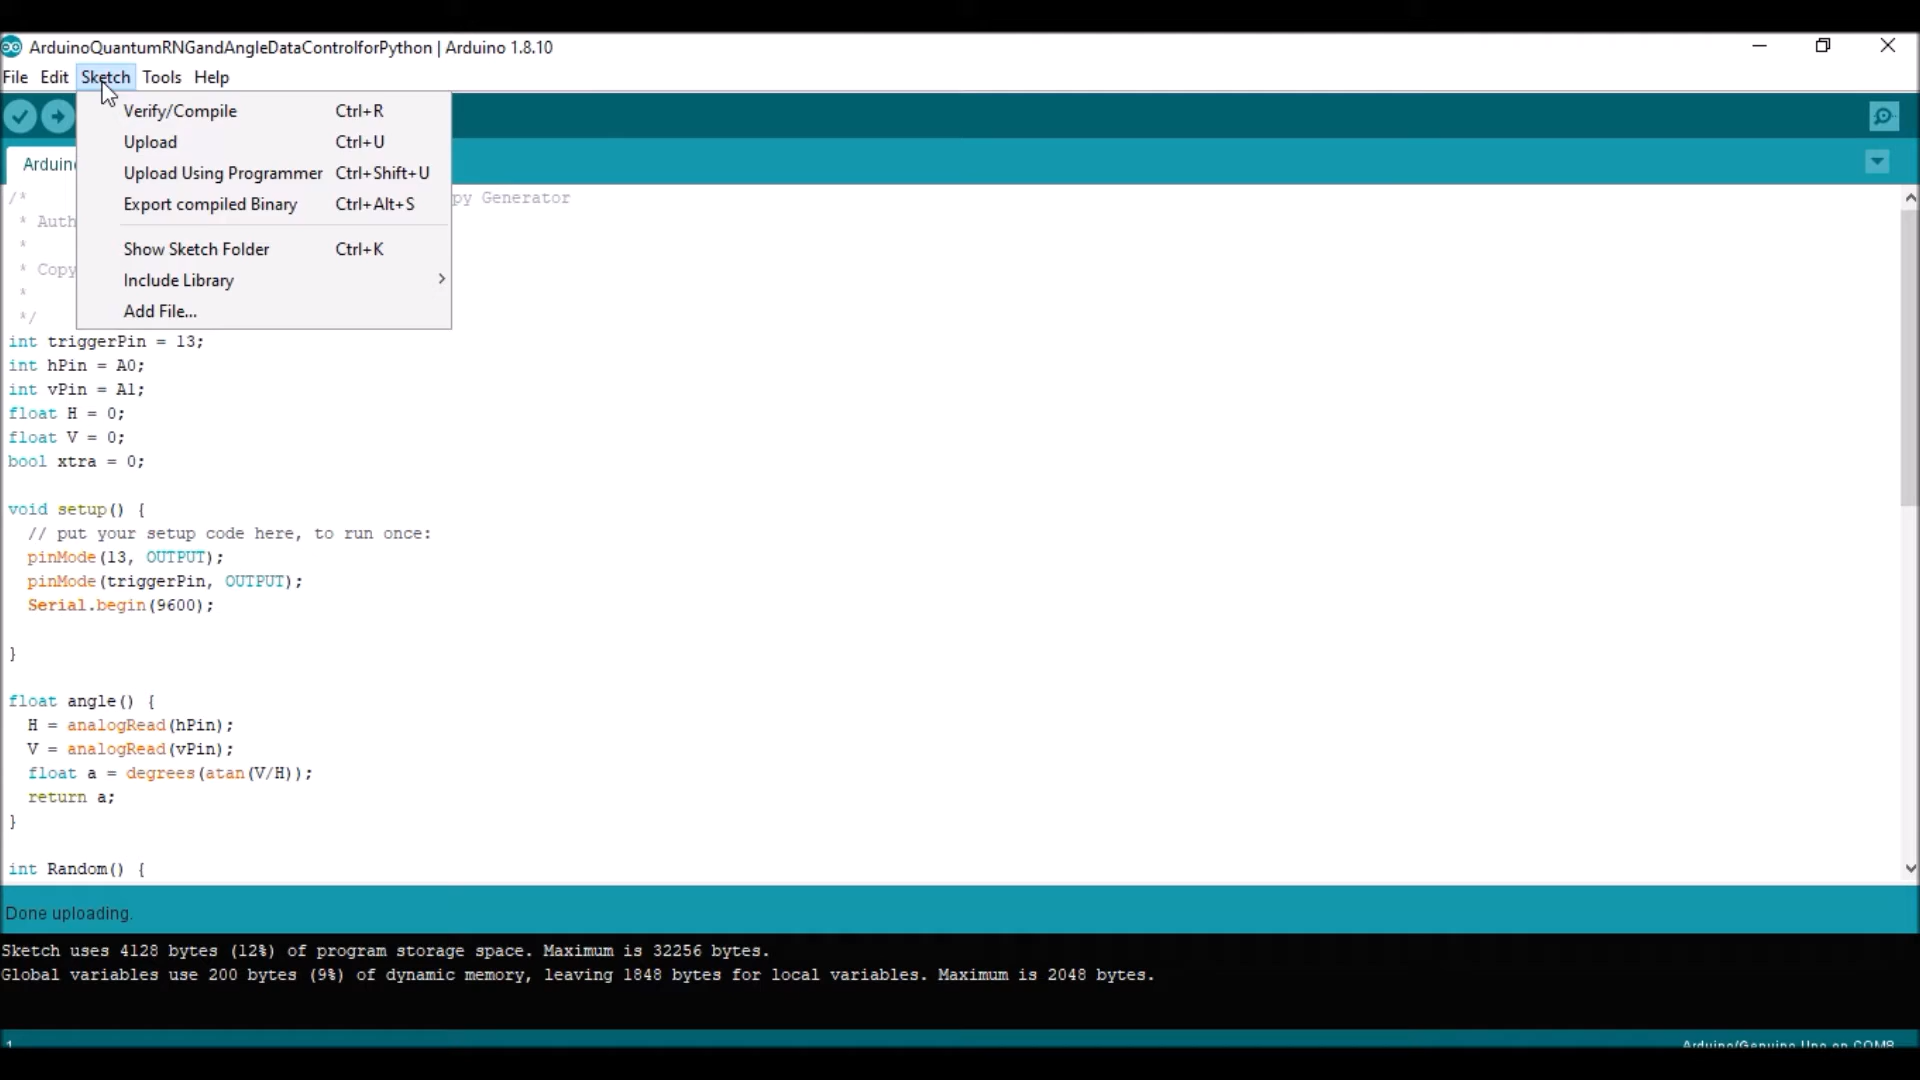 ArduinoQuantumRNGandAngleDataControlforPython | Arduino 1.8.10
File Edit Sketch Tools Help
Verify/Compile Ctrl+R
Upload Ctrl+U
Upload Using Programmer Ctrl+Shift+U
Export compiled Binary Ctrl+Alt+S
Show Sketch Folder Ctrl+K
Include Library
Add File...
Arduin
/* py Generator
* Auth
*
* Copy
*
*/
int triggerPin = 13;
int hPin = A0;
int vPin = A1;
float H = 0;
float V = 0;
bool xtra = 0;
void setup() {
// put your setup code here, to run once:
pinMode(13, OUTPUT);
pinMode(triggerPin, OUTPUT);
Serial.begin(9600);
}
float angle() {
H = analogRead(hPin);
V = analogRead(vPin);
float a = degrees(atan(V/H));
return a;
}
int Random() {
Done uploading.
Sketch uses 4128 bytes (12%) of program storage space. Maximum is 32256 bytes.
Global variables use 200 bytes (9%) of dynamic memory, leaving 1848 bytes for local variables. Maximum is 2048 bytes.
1 Arduino/Genuino Uno on COM8